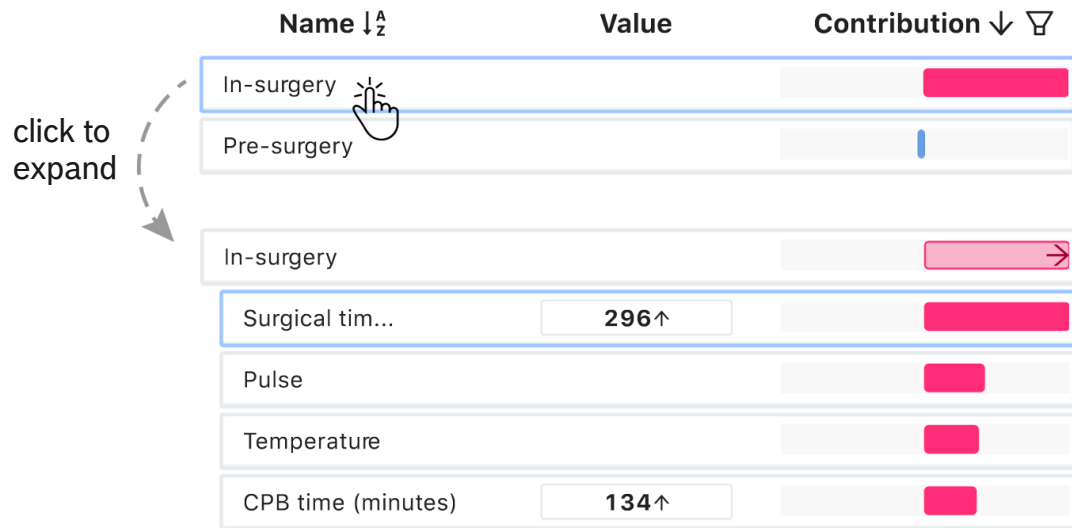 Name Value Contribution
In-surgery
Pre-surgery
click to
expand
In-surgery
Surgical tim... 296↑
Pulse
Temperature
CPB time (minutes) 134↑